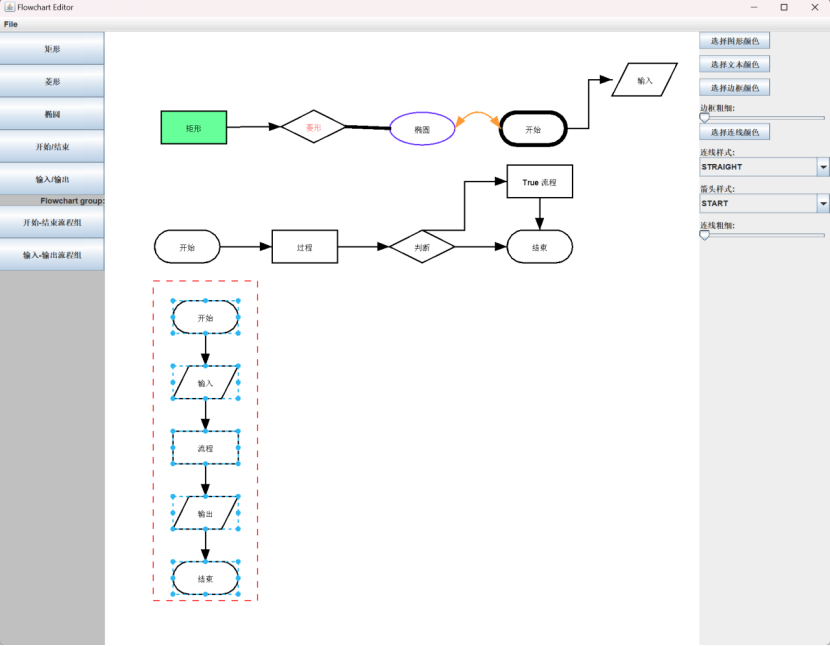 Flowchart Editor
File
矩形
菱形
椭圆
开始/结束
输入/输出
Flowchart group:
开始-结束流程组
输入-输出流程组
矩形
菱形
椭圆
开始
输入
True 流程
开始
过程
判断
结束
开始
输入
流程
输出
结束
选择图形颜色
选择文本颜色
选择边框颜色
边框粗细:
选择连线颜色
连线样式:
STRAIGHT
箭头样式:
START
连线粗细: